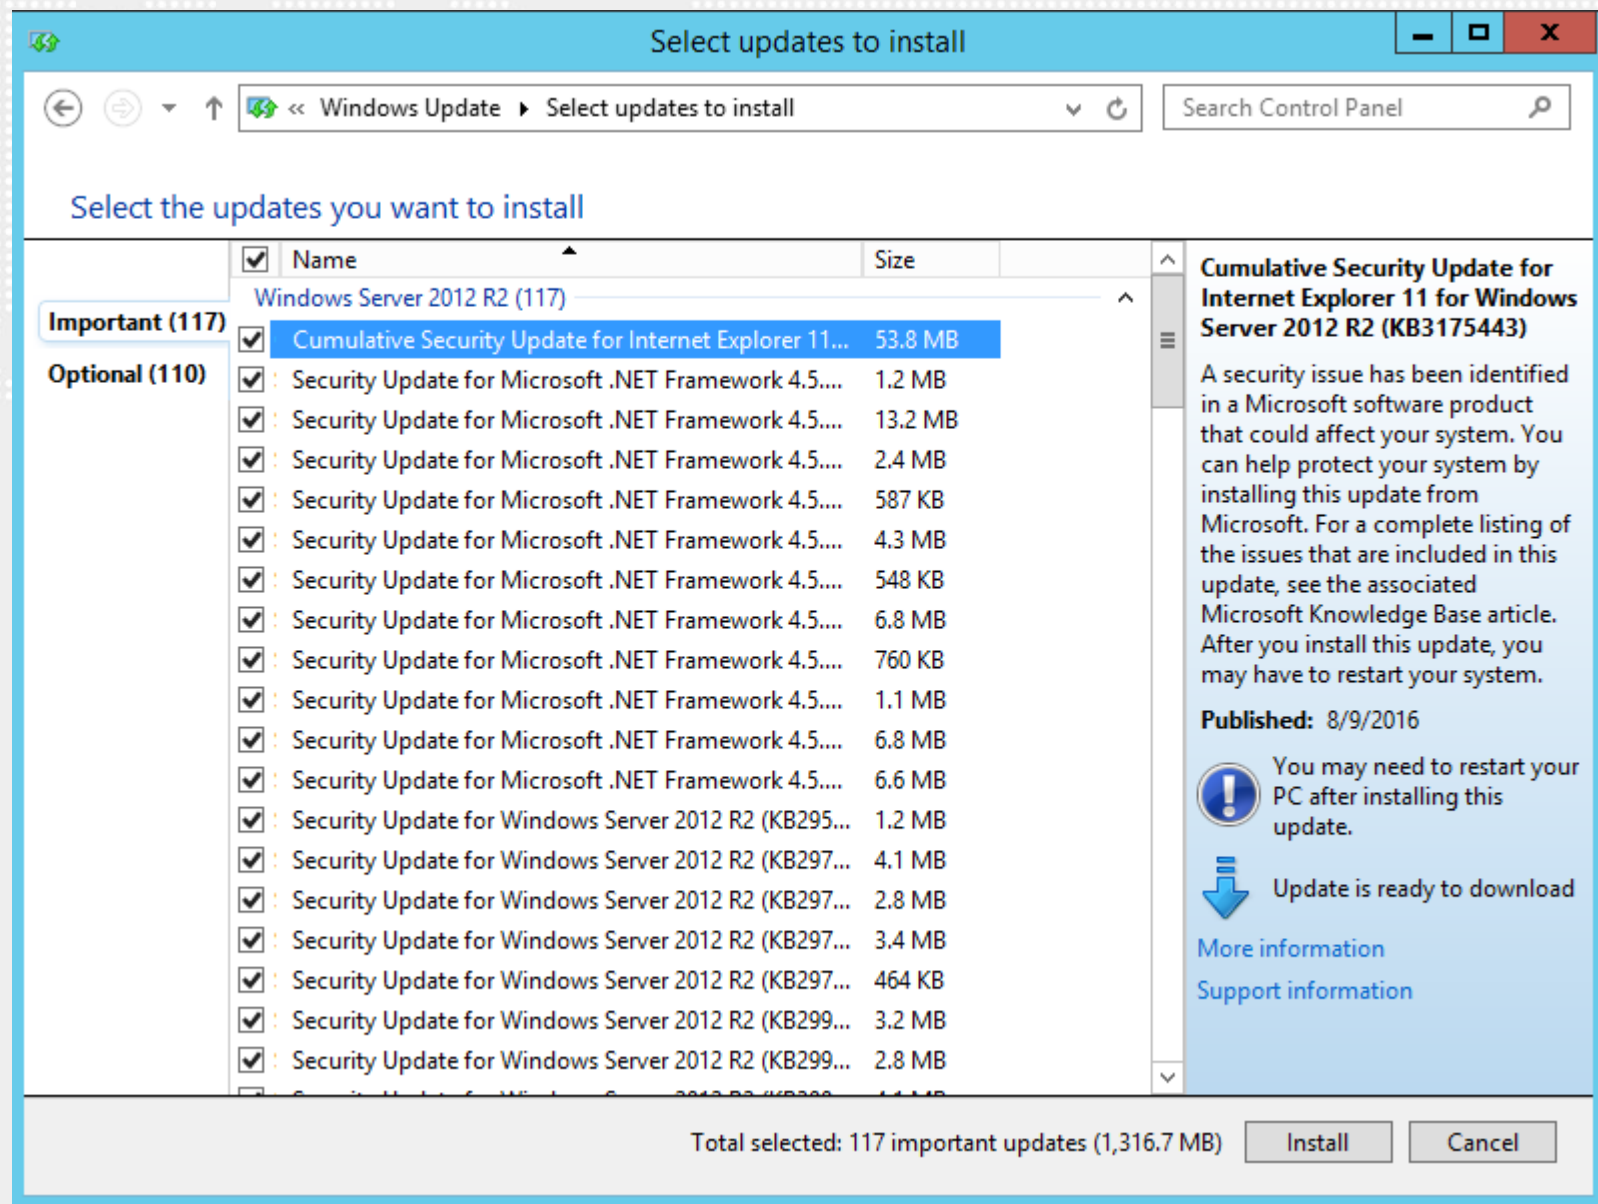 Select updates to install
« Windows Update ▸ Select updates to install
Search Control Panel
Select the updates you want to install
Important (117)
Optional (110)
Name Size
Windows Server 2012 R2 (117)
Cumulative Security Update for Internet Explorer 11... 53.8 MB
Security Update for Microsoft .NET Framework 4.5.... 1.2 MB
Security Update for Microsoft .NET Framework 4.5.... 13.2 MB
Security Update for Microsoft .NET Framework 4.5.... 2.4 MB
Security Update for Microsoft .NET Framework 4.5.... 587 KB
Security Update for Microsoft .NET Framework 4.5.... 4.3 MB
Security Update for Microsoft .NET Framework 4.5.... 548 KB
Security Update for Microsoft .NET Framework 4.5.... 6.8 MB
Security Update for Microsoft .NET Framework 4.5.... 760 KB
Security Update for Microsoft .NET Framework 4.5.... 1.1 MB
Security Update for Microsoft .NET Framework 4.5.... 6.8 MB
Security Update for Microsoft .NET Framework 4.5.... 6.6 MB
Security Update for Windows Server 2012 R2 (KB295... 1.2 MB
Security Update for Windows Server 2012 R2 (KB297... 4.1 MB
Security Update for Windows Server 2012 R2 (KB297... 2.8 MB
Security Update for Windows Server 2012 R2 (KB297... 3.4 MB
Security Update for Windows Server 2012 R2 (KB297... 464 KB
Security Update for Windows Server 2012 R2 (KB299... 3.2 MB
Security Update for Windows Server 2012 R2 (KB299... 2.8 MB
Cumulative Security Update for
Internet Explorer 11 for Windows
Server 2012 R2 (KB3175443)
A security issue has been identified
in a Microsoft software product
that could affect your system. You
can help protect your system by
installing this update from
Microsoft. For a complete listing of
the issues that are included in this
update, see the associated
Microsoft Knowledge Base article.
After you install this update, you
may have to restart your system.
Published: 8/9/2016
You may need to restart your
PC after installing this
update.
Update is ready to download
More information
Support information
Total selected: 117 important updates (1,316.7 MB)
Install
Cancel